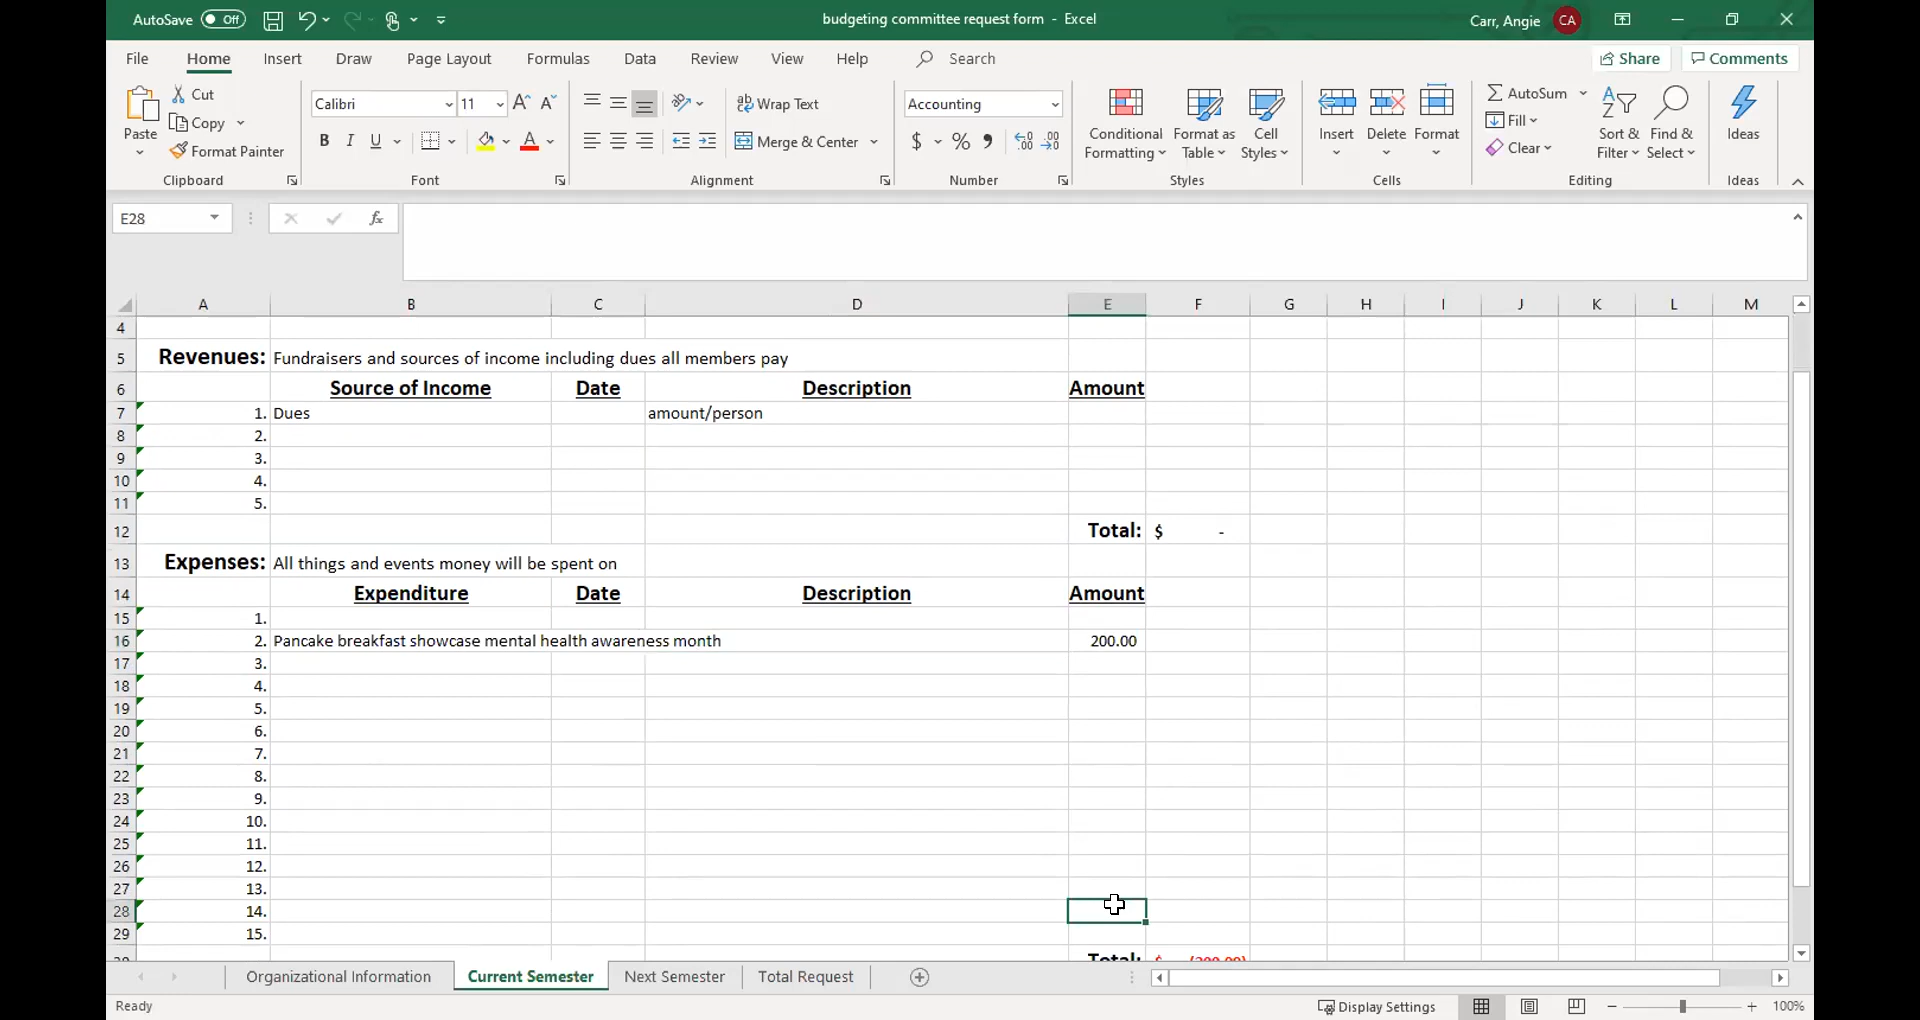 AutoSave Off budgeting committee request form - Excel Carr, Angie CA
File Home Insert Draw Page Layout Formulas Data Review View Help Search Share Comments
Paste Cut Copy Format Painter Clipboard
Calibri 11 A^ A˅ B I U A Font
ab Wrap Text Merge & Center Alignment
Accounting $ % , Number
Conditional Formatting Format as Table Cell Styles Styles
Insert Delete Format Cells
AutoSum Fill Clear Sort & Filter Find & Select Editing
Ideas Ideas
E28 fx
A B C D E F G H I J K L M
4
5 Revenues: Fundraisers and sources of income including dues all members pay
6 Source of Income Date Description Amount
7 1. Dues amount/person
8 2.
9 3.
10 4.
11 5.
12 Total: $ -
13 Expenses: All things and events money will be spent on
14 Expenditure Date Description Amount
15 1.
16 2. Pancake breakfast showcase mental health awareness month 200.00
17 3.
18 4.
19 5.
20 6.
21 7.
22 8.
23 9.
24 10.
25 11.
26 12.
27 13.
28 14.
29 15.
Total: $ (200.00)
Organizational Information Current Semester Next Semester Total Request
Ready Display Settings 100%